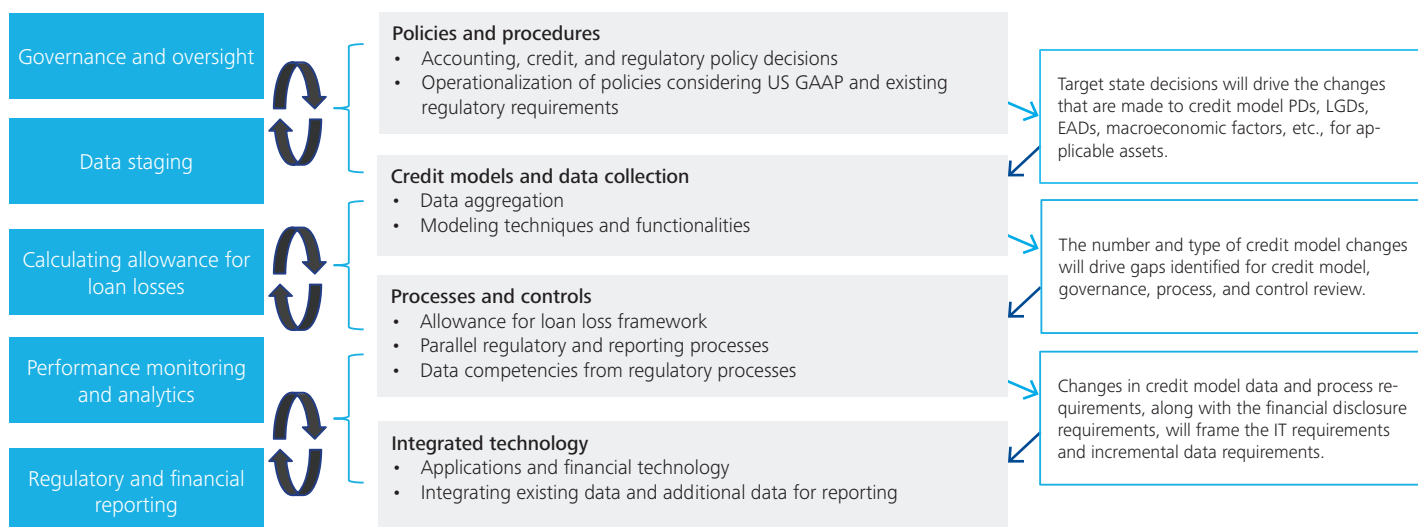 Governance and oversight
Data staging
Calculating allowance for
loan losses
Performance monitoring
and analytics
Regulatory and financial
reporting
Policies and procedures
• Accounting, credit, and regulatory policy decisions
• Operationalization of policies considering US GAAP and existing
regulatory requirements
Credit models and data collection
• Data aggregation
• Modeling techniques and functionalities
Processes and controls
• Allowance for loan loss framework
• Parallel regulatory and reporting processes
• Data competencies from regulatory processes
Integrated technology
• Applications and financial technology
• Integrating existing data and additional data for reporting
Target state decisions will drive the changes
that are made to credit model PDs, LGDs,
EADs, macroeconomic factors, etc., for ap-
plicable assets.
The number and type of credit model changes
will drive gaps identified for credit model,
governance, process, and control review.
Changes in credit model data and process re-
quirements, along with the financial disclosure
requirements, will frame the IT requirements
and incremental data requirements.